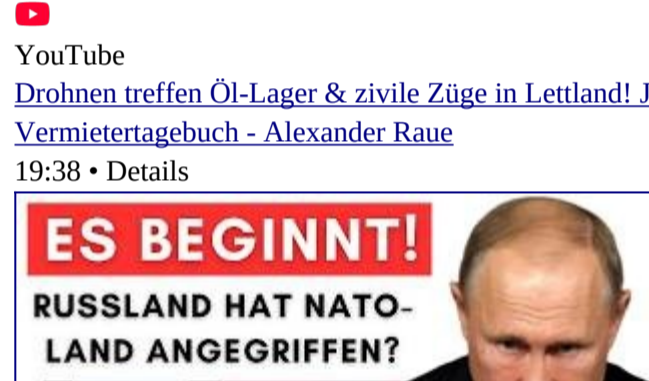 YouTube
Drohnen treffen Öl-Lager & zivile Züge in Lettland! J
Vermietertagebuch - Alexander Raue
19:38 • Details
ES BEGINNT!
RUSSLAND HAT NATO-
LAND ANGEGRIFFEN?